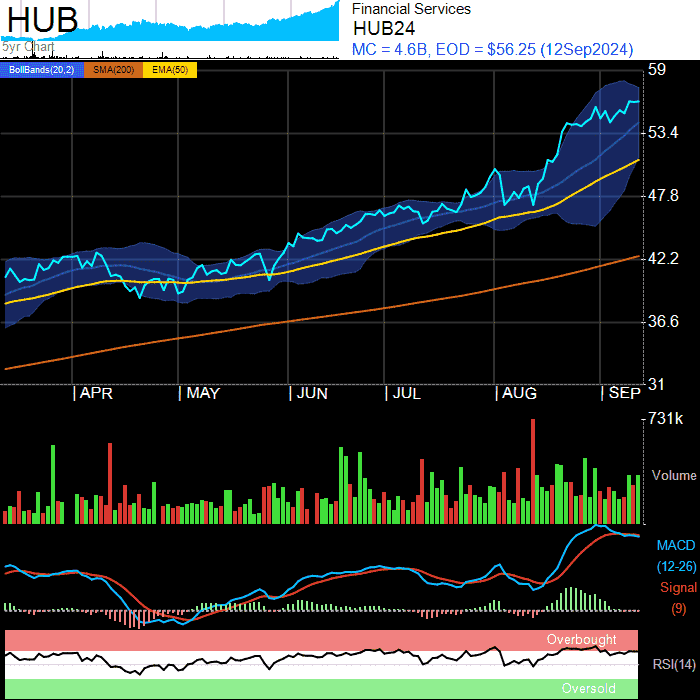 HUB
5yr Chart
Financial Services
HUB24
MC = 4.6B, EOD = $56.25 (12Sep2024)
BollBands(20,2) SMA(200) EMA(50)
59
53.4
47.8
42.2
36.6
31
APR MAY JUN JUL AUG SEP
731k
Volume
MACD
(12-26)
Signal
(9)
Overbought
RSI(14)
Oversold